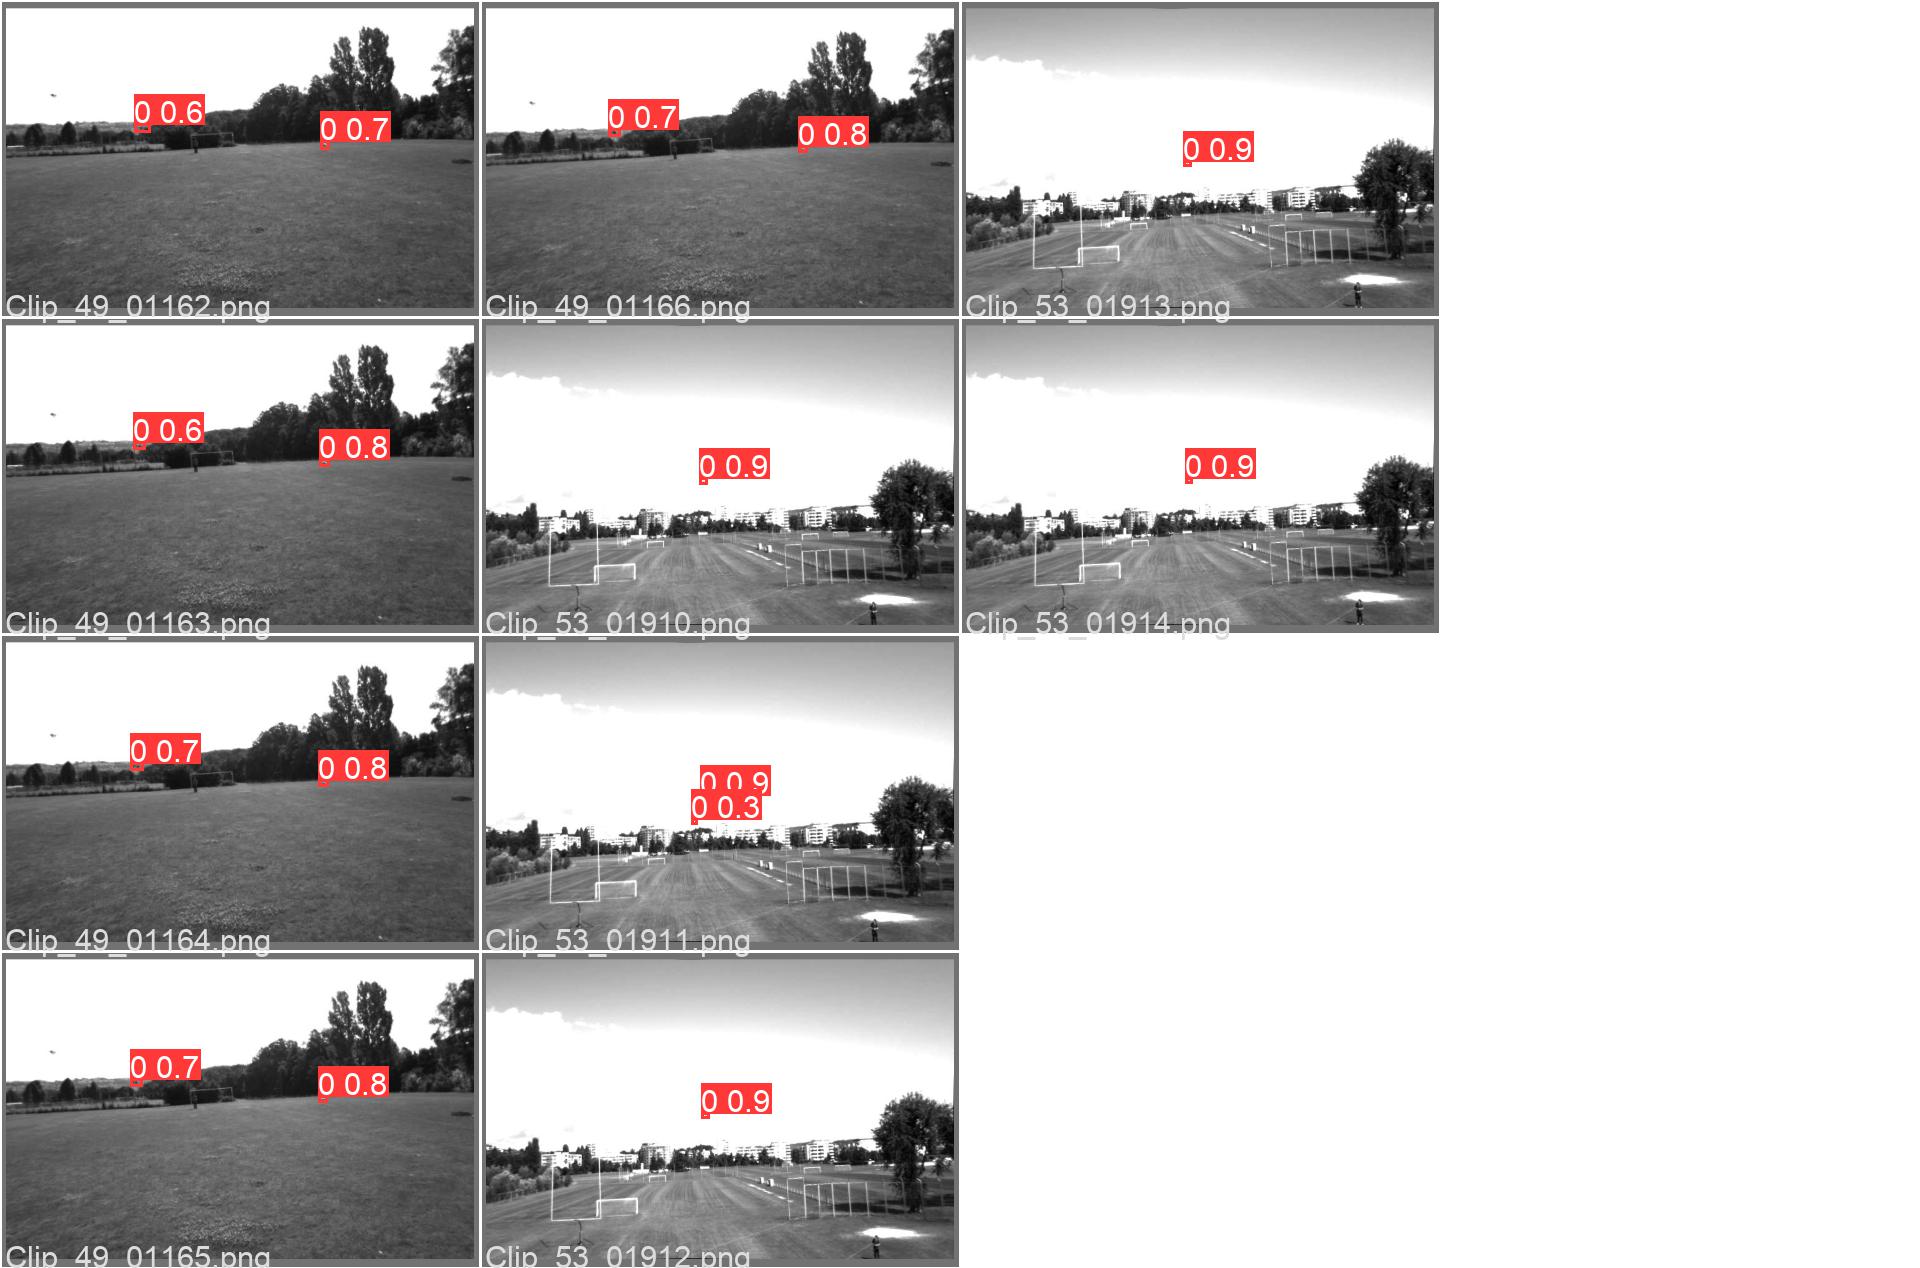 0 0.6
0 0.7
Clip_49_01162.png
0 0.7
0 0.8
Clip_49_01166.png
0 0.9
Clip_53_01913.png
0 0.6
0 0.8
Clip_49_01163.png
0 0.9
Clip_53_01910.png
0 0.9
Clip_53_01914.png
0 0.7
0 0.8
Clip_49_01164.png
0 0.9
0 0.3
Clip_53_01911.png
0 0.7
0 0.8
Clip_49_01165.png
0 0.9
Clip_53_01912.png